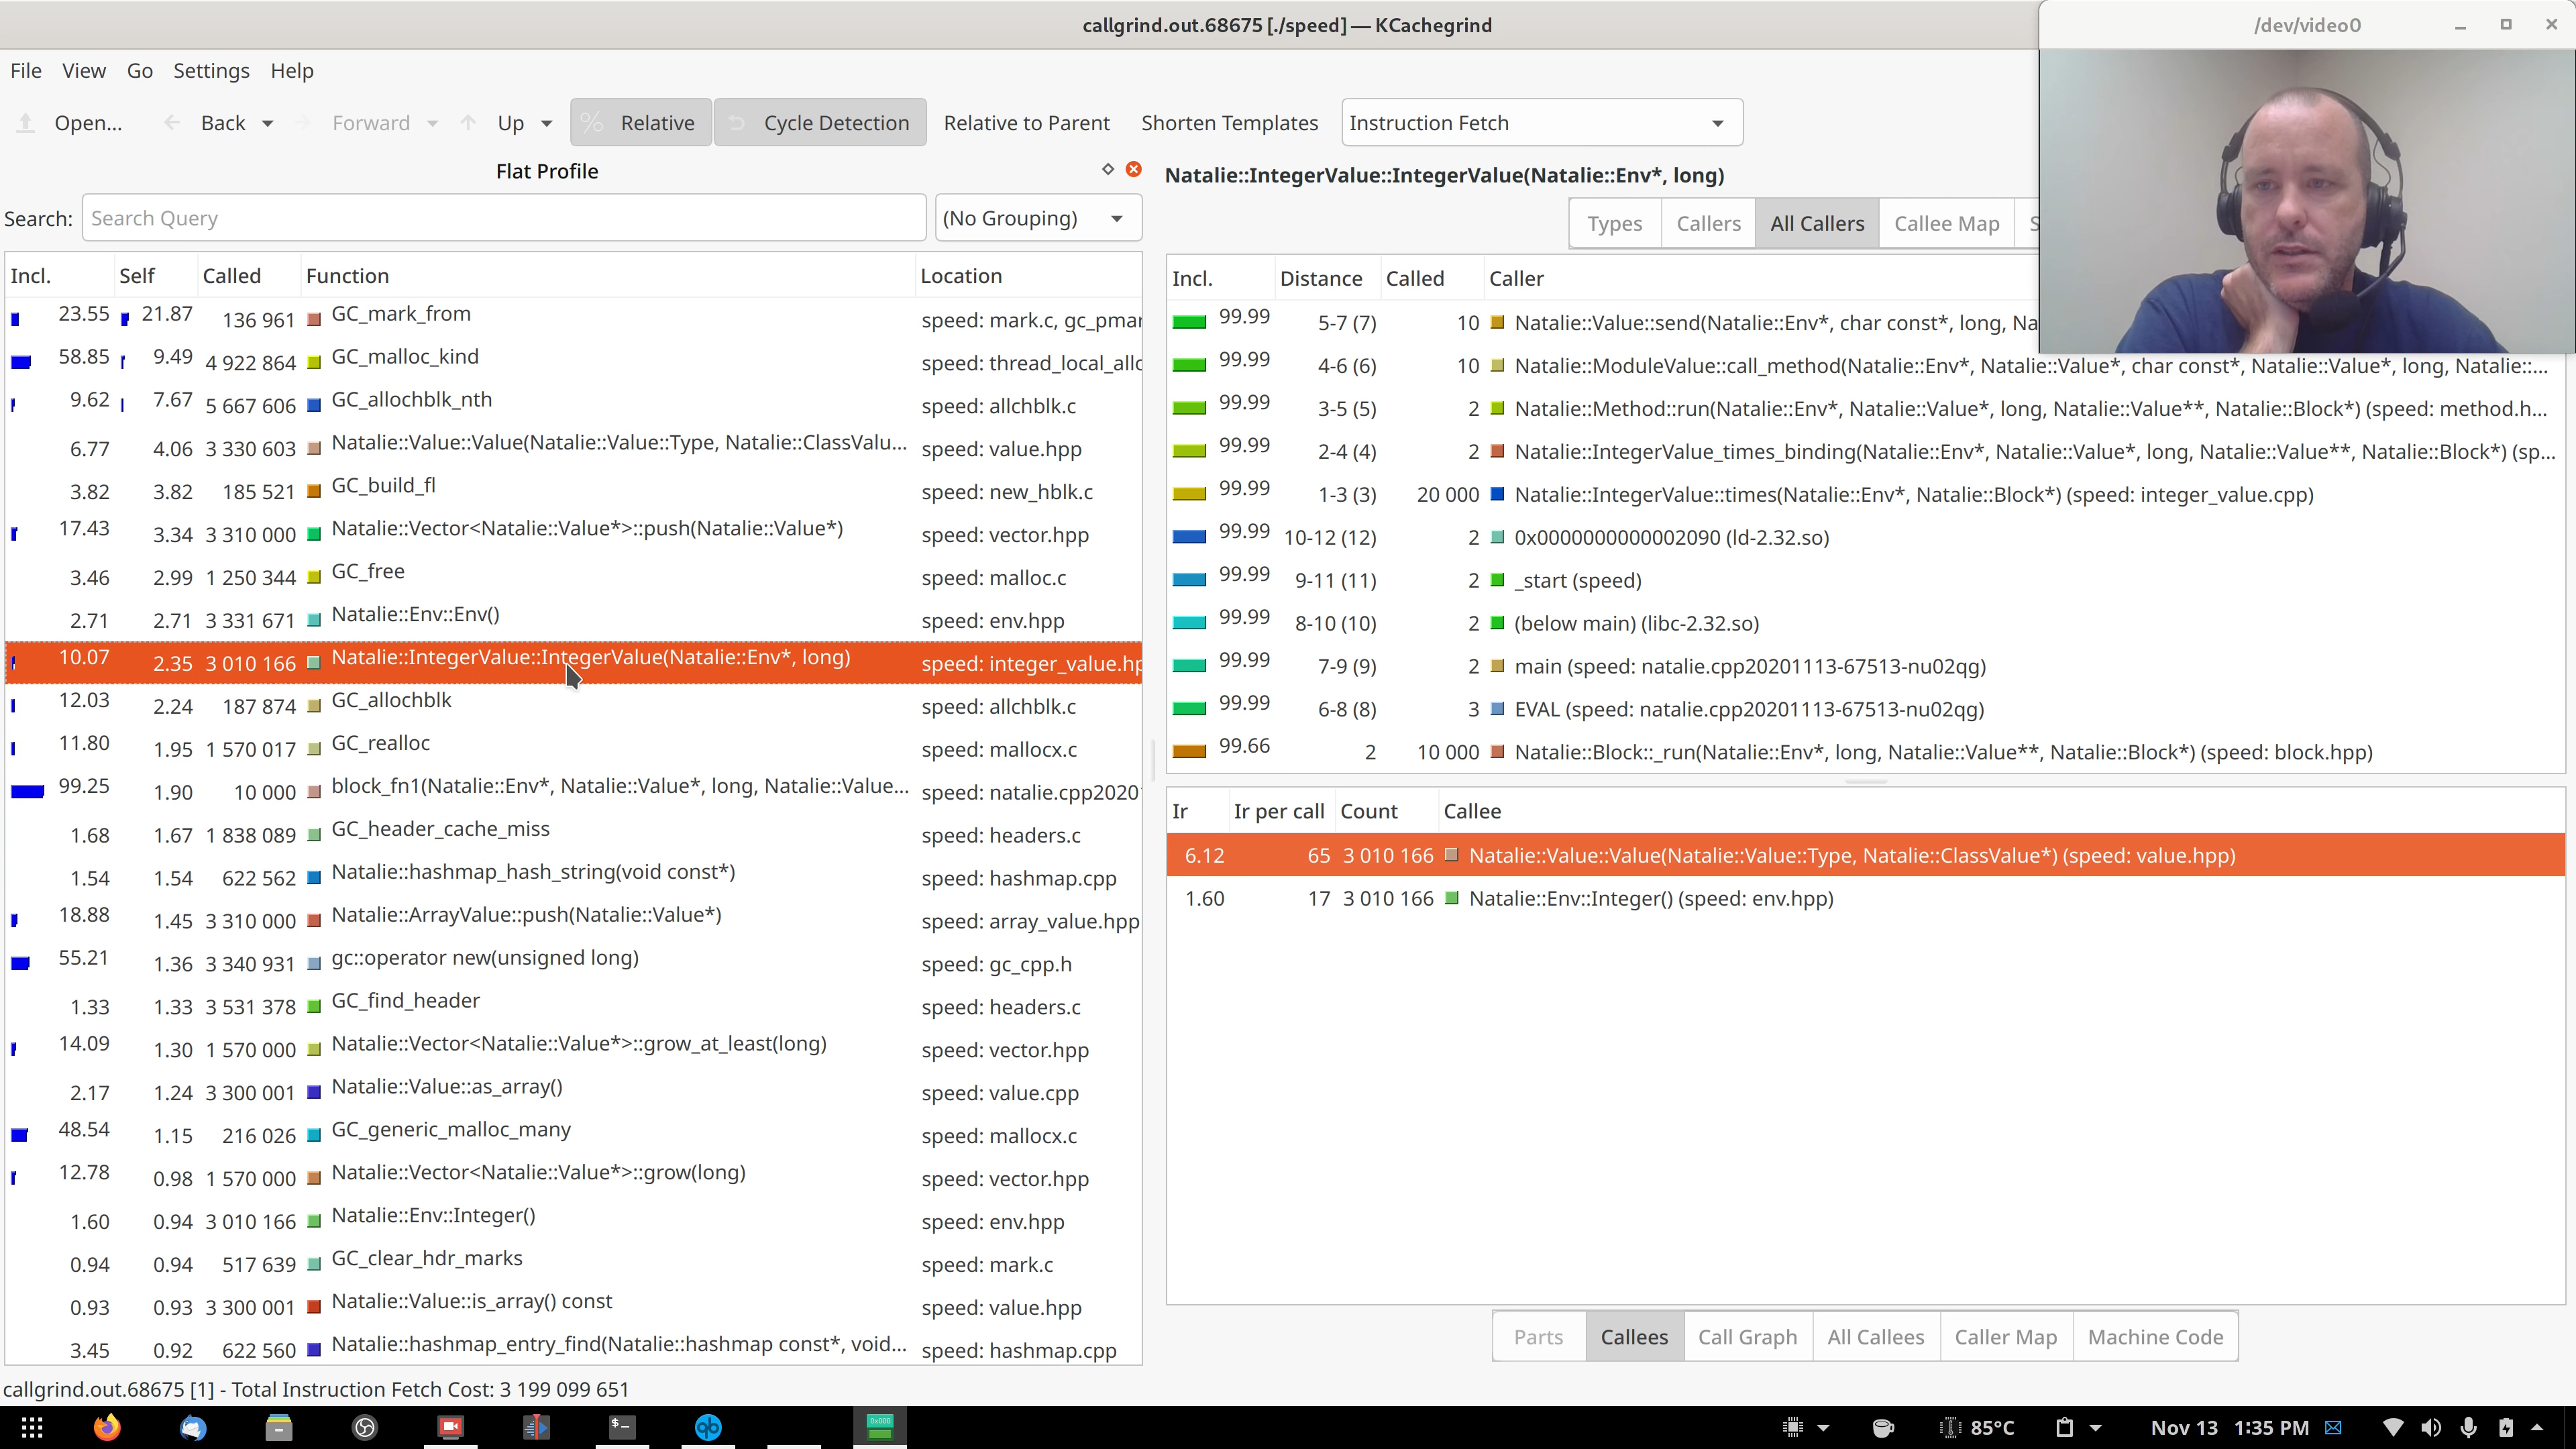 callgrind.out.68675 [./speed] — KCachegrind
/dev/video0
File View Go Settings Help
Open... Back Forward Up Relative Cycle Detection Relative to Parent Shorten Templates Instruction Fetch
Flat Profile
Search: Search Query (No Grouping)
Incl. Self Called Function Location
23.55 21.87 136 961 GC_mark_from speed: mark.c, gc_pmar
58.85 9.49 4 922 864 GC_malloc_kind speed: thread_local_allo
9.62 7.67 5 667 606 GC_allochblk_nth speed: allchblk.c
6.77 4.06 3 330 603 Natalie::Value::Value(Natalie::Value::Type, Natalie::ClassValu... speed: value.hpp
3.82 3.82 185 521 GC_build_fl speed: new_hblk.c
17.43 3.34 3 310 000 Natalie::Vector<Natalie::Value*>::push(Natalie::Value*) speed: vector.hpp
3.46 2.99 1 250 344 GC_free speed: malloc.c
2.71 2.71 3 331 671 Natalie::Env::Env() speed: env.hpp
10.07 2.35 3 010 166 Natalie::IntegerValue::IntegerValue(Natalie::Env*, long) speed: integer_value.hp
12.03 2.24 187 874 GC_allochblk speed: allchblk.c
11.80 1.95 1 570 017 GC_realloc speed: mallocx.c
99.25 1.90 10 000 block_fn1(Natalie::Env*, Natalie::Value*, long, Natalie::Value... speed: natalie.cpp2020
1.68 1.67 1 838 089 GC_header_cache_miss speed: headers.c
1.54 1.54 622 562 Natalie::hashmap_hash_string(void const*) speed: hashmap.cpp
18.88 1.45 3 310 000 Natalie::ArrayValue::push(Natalie::Value*) speed: array_value.hpp
55.21 1.36 3 340 931 gc::operator new(unsigned long) speed: gc_cpp.h
1.33 1.33 3 531 378 GC_find_header speed: headers.c
14.09 1.30 1 570 000 Natalie::Vector<Natalie::Value*>::grow_at_least(long) speed: vector.hpp
2.17 1.24 3 300 001 Natalie::Value::as_array() speed: value.cpp
48.54 1.15 216 026 GC_generic_malloc_many speed: mallocx.c
12.78 0.98 1 570 000 Natalie::Vector<Natalie::Value*>::grow(long) speed: vector.hpp
1.60 0.94 3 010 166 Natalie::Env::Integer() speed: env.hpp
0.94 0.94 517 639 GC_clear_hdr_marks speed: mark.c
0.93 0.93 3 300 001 Natalie::Value::is_array() const speed: value.hpp
3.45 0.92 622 560 Natalie::hashmap_entry_find(Natalie::hashmap const*, void... speed: hashmap.cpp
Natalie::IntegerValue::IntegerValue(Natalie::Env*, long)
Types Callers All Callers Callee Map S
Incl. Distance Called Caller
99.99 5-7 (7) 10 Natalie::Value::send(Natalie::Env*, char const*, long, Na
99.99 4-6 (6) 10 Natalie::ModuleValue::call_method(Natalie::Env*, Natalie::Value*, char const*, Natalie::Value*, long, Natalie::...
99.99 3-5 (5) 2 Natalie::Method::run(Natalie::Env*, Natalie::Value*, long, Natalie::Value**, Natalie::Block*) (speed: method.h...
99.99 2-4 (4) 2 Natalie::IntegerValue_times_binding(Natalie::Env*, Natalie::Value*, long, Natalie::Value**, Natalie::Block*) (sp...
99.99 1-3 (3) 20 000 Natalie::IntegerValue::times(Natalie::Env*, Natalie::Block*) (speed: integer_value.cpp)
99.99 10-12 (12) 2 0x0000000000002090 (ld-2.32.so)
99.99 9-11 (11) 2 _start (speed)
99.99 8-10 (10) 2 (below main) (libc-2.32.so)
99.99 7-9 (9) 2 main (speed: natalie.cpp20201113-67513-nu02qg)
99.99 6-8 (8) 3 EVAL (speed: natalie.cpp20201113-67513-nu02qg)
99.66 2 10 000 Natalie::Block::_run(Natalie::Env*, long, Natalie::Value**, Natalie::Block*) (speed: block.hpp)
Ir Ir per call Count Callee
6.12 65 3 010 166 Natalie::Value::Value(Natalie::Value::Type, Natalie::ClassValue*) (speed: value.hpp)
1.60 17 3 010 166 Natalie::Env::Integer() (speed: env.hpp)
Parts Callees Call Graph All Callees Caller Map Machine Code
callgrind.out.68675 [1] - Total Instruction Fetch Cost: 3 199 099 651
85°C Nov 13 1:35 PM